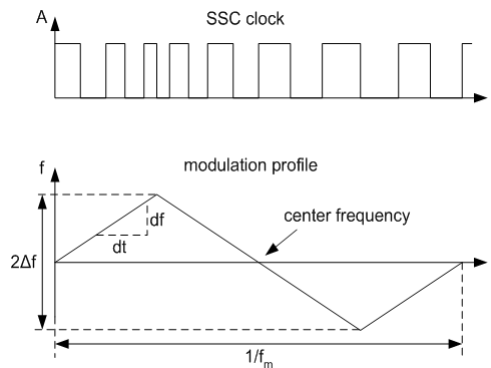 A
SSC clock
f
modulation profile
center frequency
df
dt
2Δf
1/fm